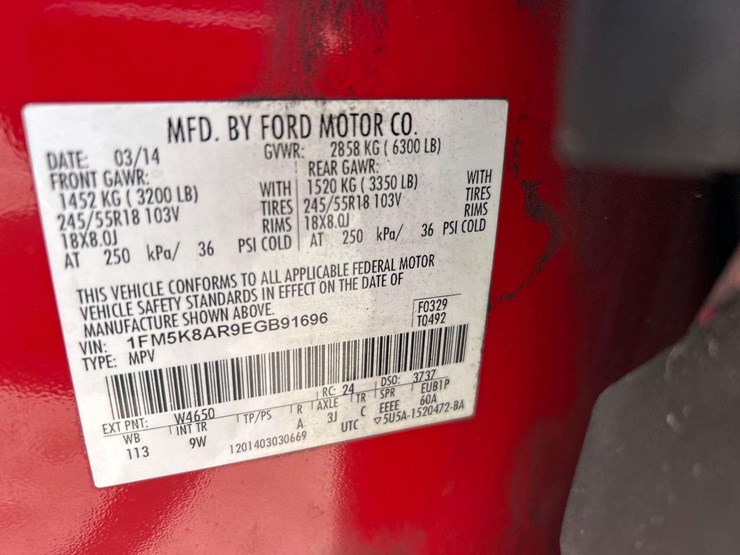 MFD. BY FORD MOTOR CO.
DATE: 03/14 GVWR: 2858 KG ( 6300 LB)
FRONT GAWR: REAR GAWR:
1452 KG ( 3200 LB) WITH 1520 KG ( 3350 LB) WITH
245/55R18 103V TIRES 245/55R18 103V TIRES
18X8.0J RIMS 18X8.0J RIMS
AT 250 kPa/ 36 PSI COLD AT 250 kPa/ 36 PSI COLD
THIS VEHICLE CONFORMS TO ALL APPLICABLE FEDERAL MOTOR
VEHICLE SAFETY STANDARDS IN EFFECT ON THE DATE OF
MANUFACTURE SHOWN ABOVE.
VIN: 1FM5K8AR9EGB91696 F0329
TYPE: MPV T0492
EXT PNT: W4650 RC: 24 DSO: 3737
WB INT TR TP/PS R AXLE TR SPR EUB1P
113 9W A 3J C EEEE 60A
1201403030669 UTC 5U5A-1520472-BA